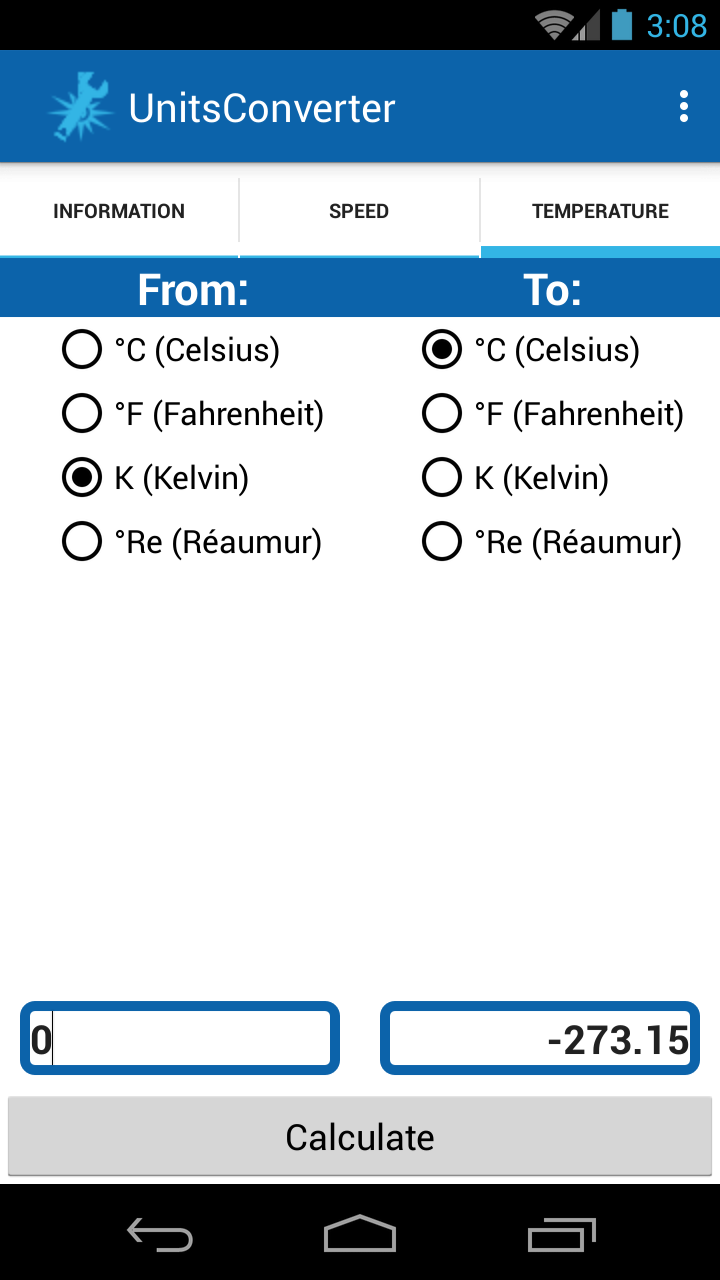 3:08
UnitsConverter
INFORMATION SPEED TEMPERATURE
From: To:
°C (Celsius) °C (Celsius)
°F (Fahrenheit) °F (Fahrenheit)
K (Kelvin) K (Kelvin)
°Re (Réaumur) °Re (Réaumur)
0 -273.15
Calculate